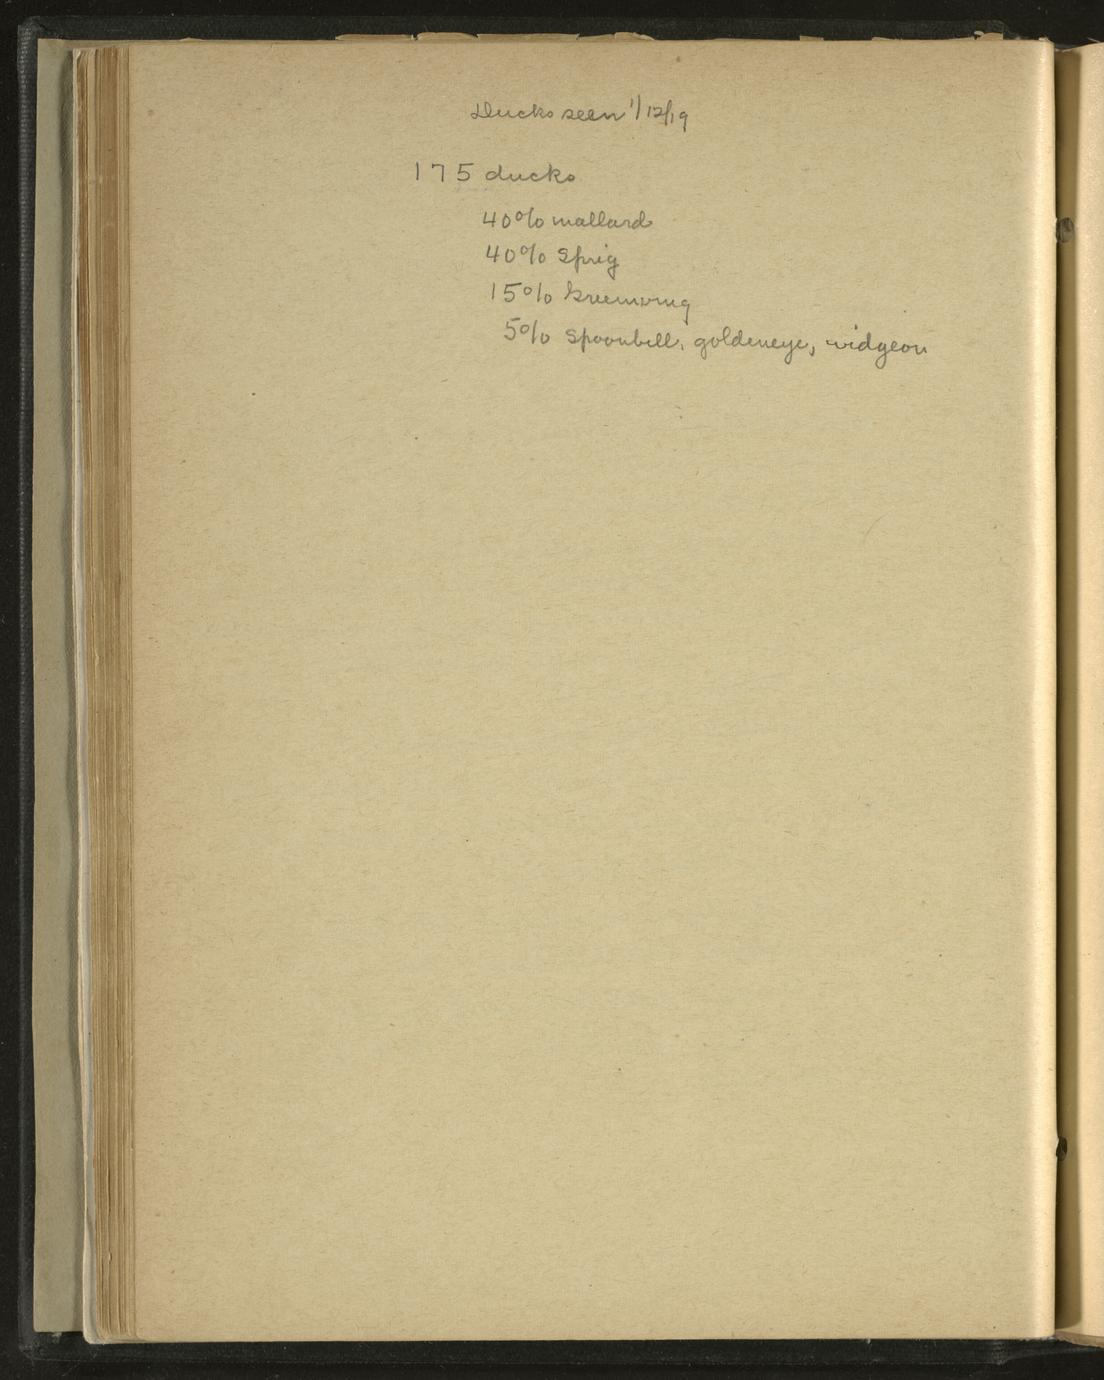 Ducks seen 1/12/19
175 ducks
40% mallard
40% Sprig
15% Greenwing
5% Spoonbill, goldeneye, widgeon